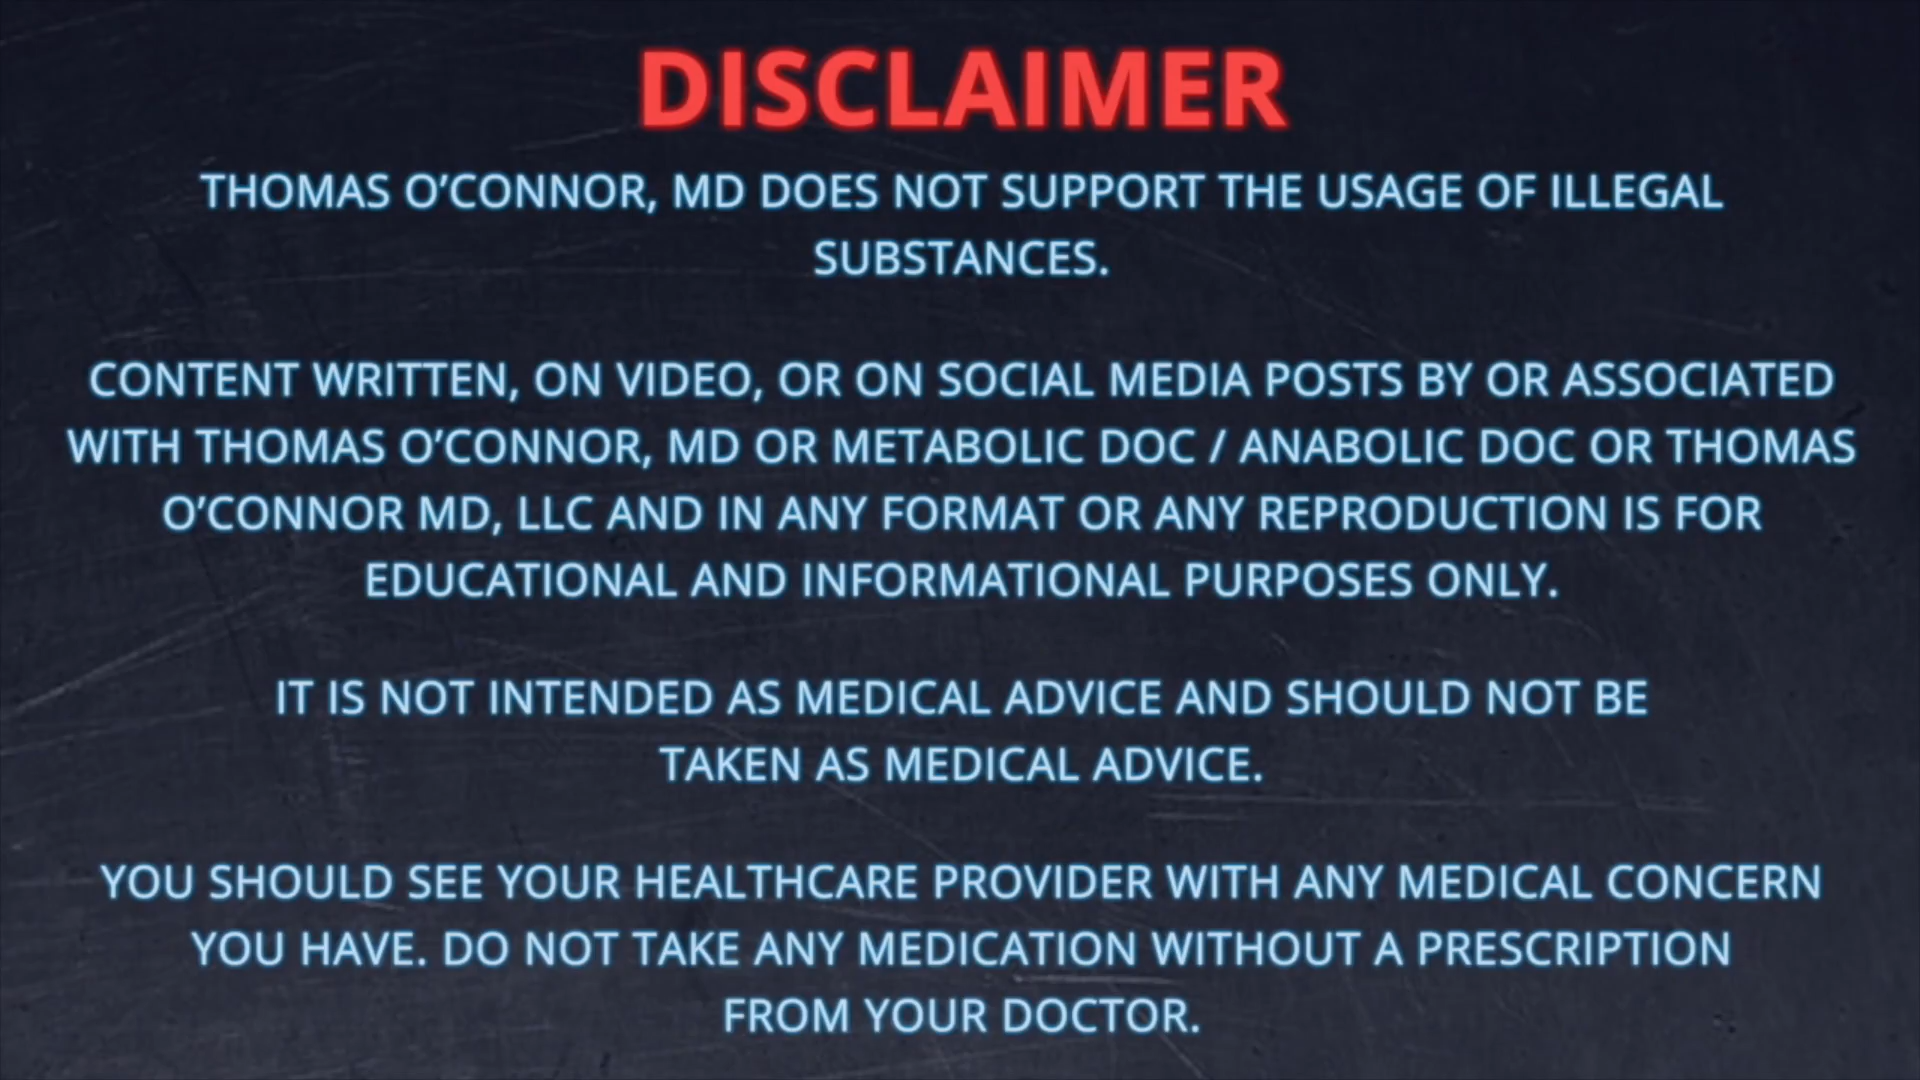 DISCLAIMER
THOMAS O’CONNOR, MD DOES NOT SUPPORT THE USAGE OF ILLEGAL
SUBSTANCES.
CONTENT WRITTEN, ON VIDEO, OR ON SOCIAL MEDIA POSTS BY OR ASSOCIATED
WITH THOMAS O’CONNOR, MD OR METABOLIC DOC / ANABOLIC DOC OR THOMAS
O’CONNOR MD, LLC AND IN ANY FORMAT OR ANY REPRODUCTION IS FOR
EDUCATIONAL AND INFORMATIONAL PURPOSES ONLY.
IT IS NOT INTENDED AS MEDICAL ADVICE AND SHOULD NOT BE
TAKEN AS MEDICAL ADVICE.
YOU SHOULD SEE YOUR HEALTHCARE PROVIDER WITH ANY MEDICAL CONCERN
YOU HAVE. DO NOT TAKE ANY MEDICATION WITHOUT A PRESCRIPTION
FROM YOUR DOCTOR.